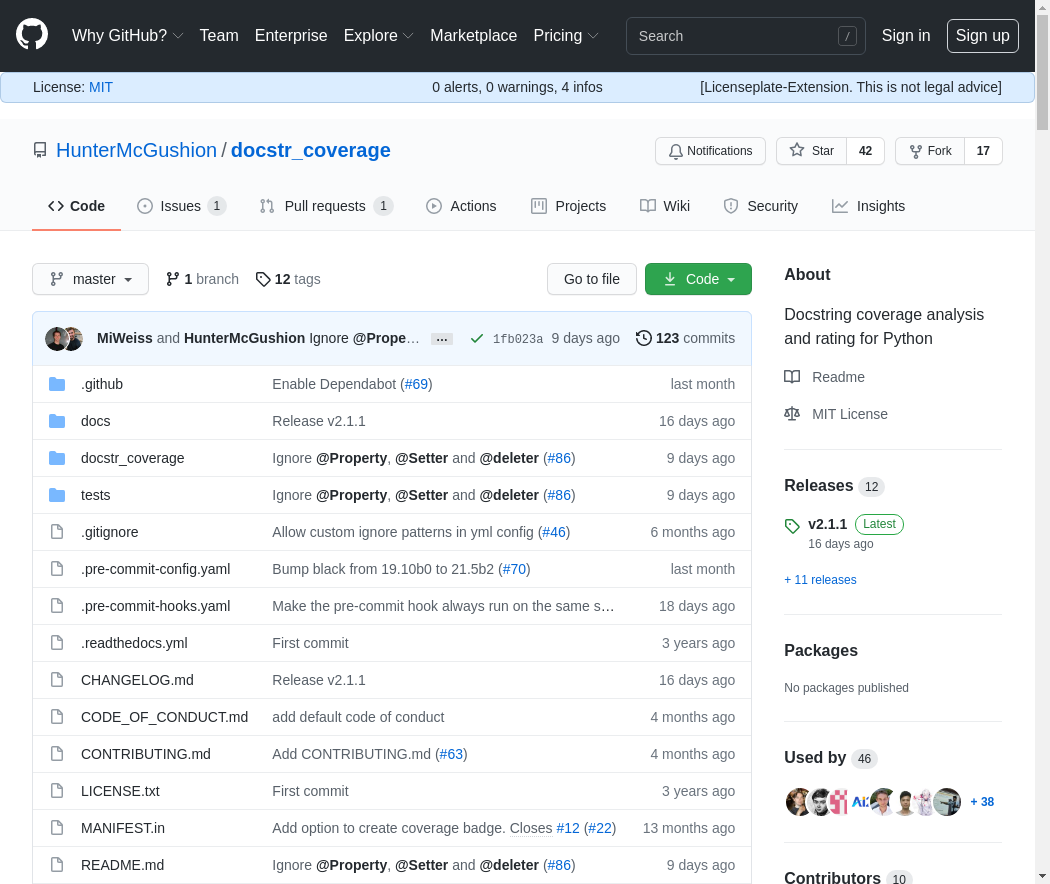 Why GitHub? Team Enterprise Explore Marketplace Pricing Search / Sign in Sign up
License: MIT 0 alerts, 0 warnings, 4 infos [Licenseplate-Extension. This is not legal advice]
HunterMcGushion / docstr_coverage Notifications Star 42 Fork 17
Code Issues 1 Pull requests 1 Actions Projects Wiki Security Insights
master 1 branch 12 tags Go to file Code
MiWeiss and HunterMcGushion Ignore @Prope… … 1fb023a 9 days ago 123 commits
.github Enable Dependabot (#69) last month
docs Release v2.1.1 16 days ago
docstr_coverage Ignore @Property, @Setter and @deleter (#86) 9 days ago
tests Ignore @Property, @Setter and @deleter (#86) 9 days ago
.gitignore Allow custom ignore patterns in yml config (#46) 6 months ago
.pre-commit-config.yaml Bump black from 19.10b0 to 21.5b2 (#70) last month
.pre-commit-hooks.yaml Make the pre-commit hook always run on the same s… 18 days ago
.readthedocs.yml First commit 3 years ago
CHANGELOG.md Release v2.1.1 16 days ago
CODE_OF_CONDUCT.md add default code of conduct 4 months ago
CONTRIBUTING.md Add CONTRIBUTING.md (#63) 4 months ago
LICENSE.txt First commit 3 years ago
MANIFEST.in Add option to create coverage badge. Closes #12 (#22) 13 months ago
README.md Ignore @Property, @Setter and @deleter (#86) 9 days ago
About
Docstring coverage analysis
and rating for Python
Readme
MIT License
Releases 12
v2.1.1 Latest
16 days ago
+ 11 releases
Packages
No packages published
Used by 46
+ 38
Contributors 10